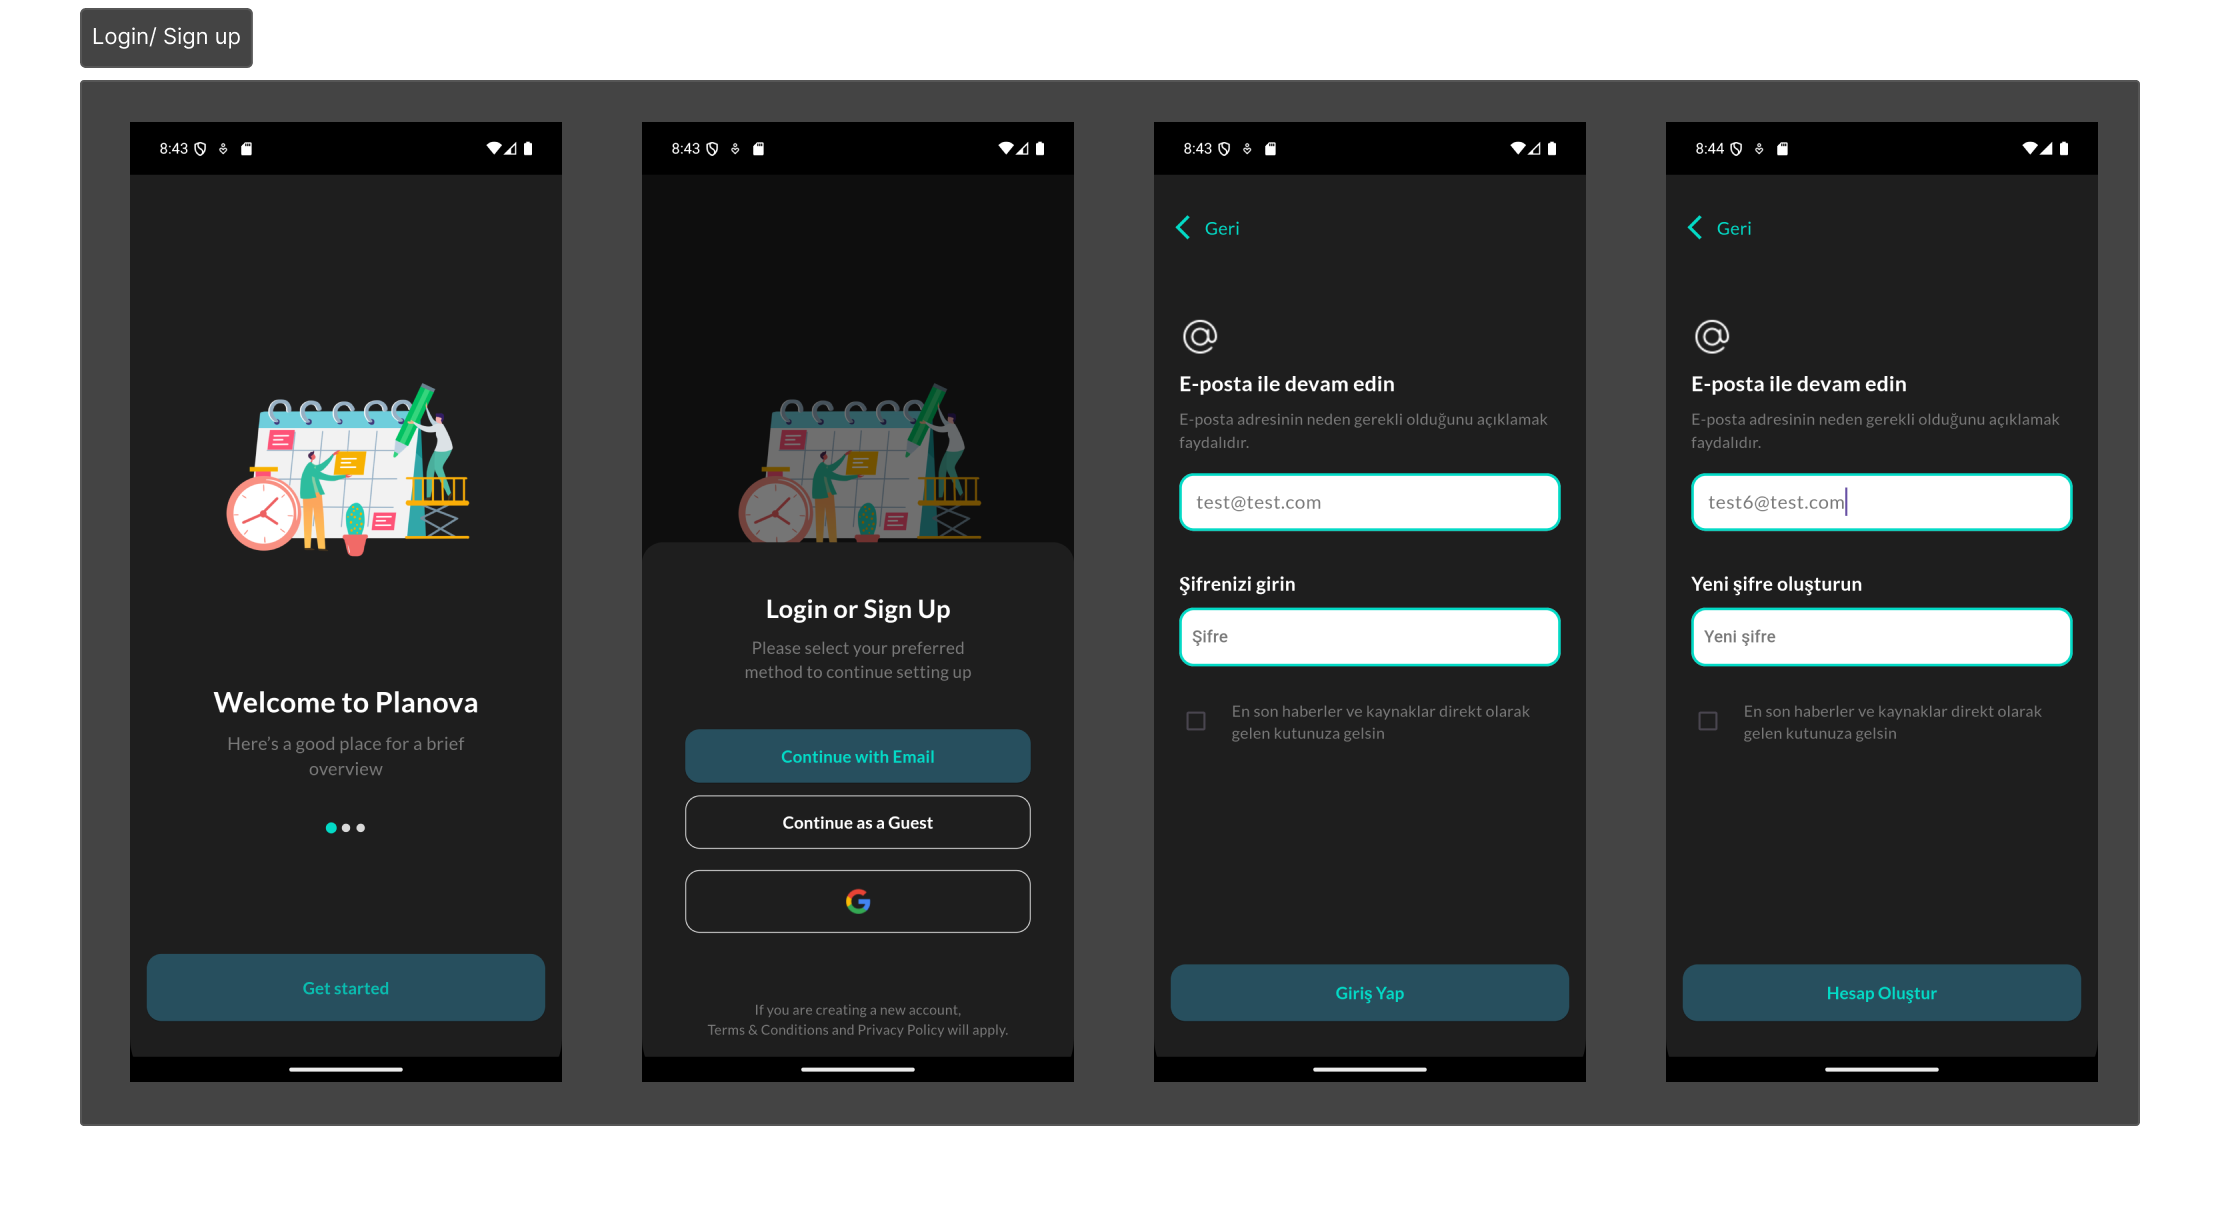 Login/ Sign up
8:43
Welcome to Planova
Here's a good place for a brief
overview
Get started
8:43
Login or Sign Up
Please select your preferred
method to continue setting up
Continue with Email
Continue as a Guest
If you are creating a new account,
Terms & Conditions and Privacy Policy will apply.
8:43
Geri
E-posta ile devam edin
E-posta adresinin neden gerekli olduğunu açıklamak
faydalıdır.
test@test.com
Şifrenizi girin
Şifre
En son haberler ve kaynaklar direkt olarak
gelen kutunuza gelsin
Giriş Yap
8:44
Geri
E-posta ile devam edin
E-posta adresinin neden gerekli olduğunu açıklamak
faydalıdır.
test6@test.com
Yeni şifre oluşturun
Yeni şifre
En son haberler ve kaynaklar direkt olarak
gelen kutunuza gelsin
Hesap Oluştur